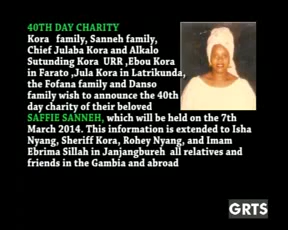 40TH DAY CHARITY
Kora family, Sanneh family,
Chief Julaba Kora and Alkalo
Sutunding Kora URR ,Ebou Kora
in Farato ,Jula Kora in Latrikunda,
the Fofana family and Danso
family wish to announce the 40th
day charity of their beloved
SAFFIE SANNEH, which will be held on the 7th
March 2014. This information is extended to Isha
Nyang, Sheriff Kora, Rohey Nyang, and Imam
Ebrima Sillah in Janjangbureh all relatives and
friends in the Gambia and abroad
GRTS